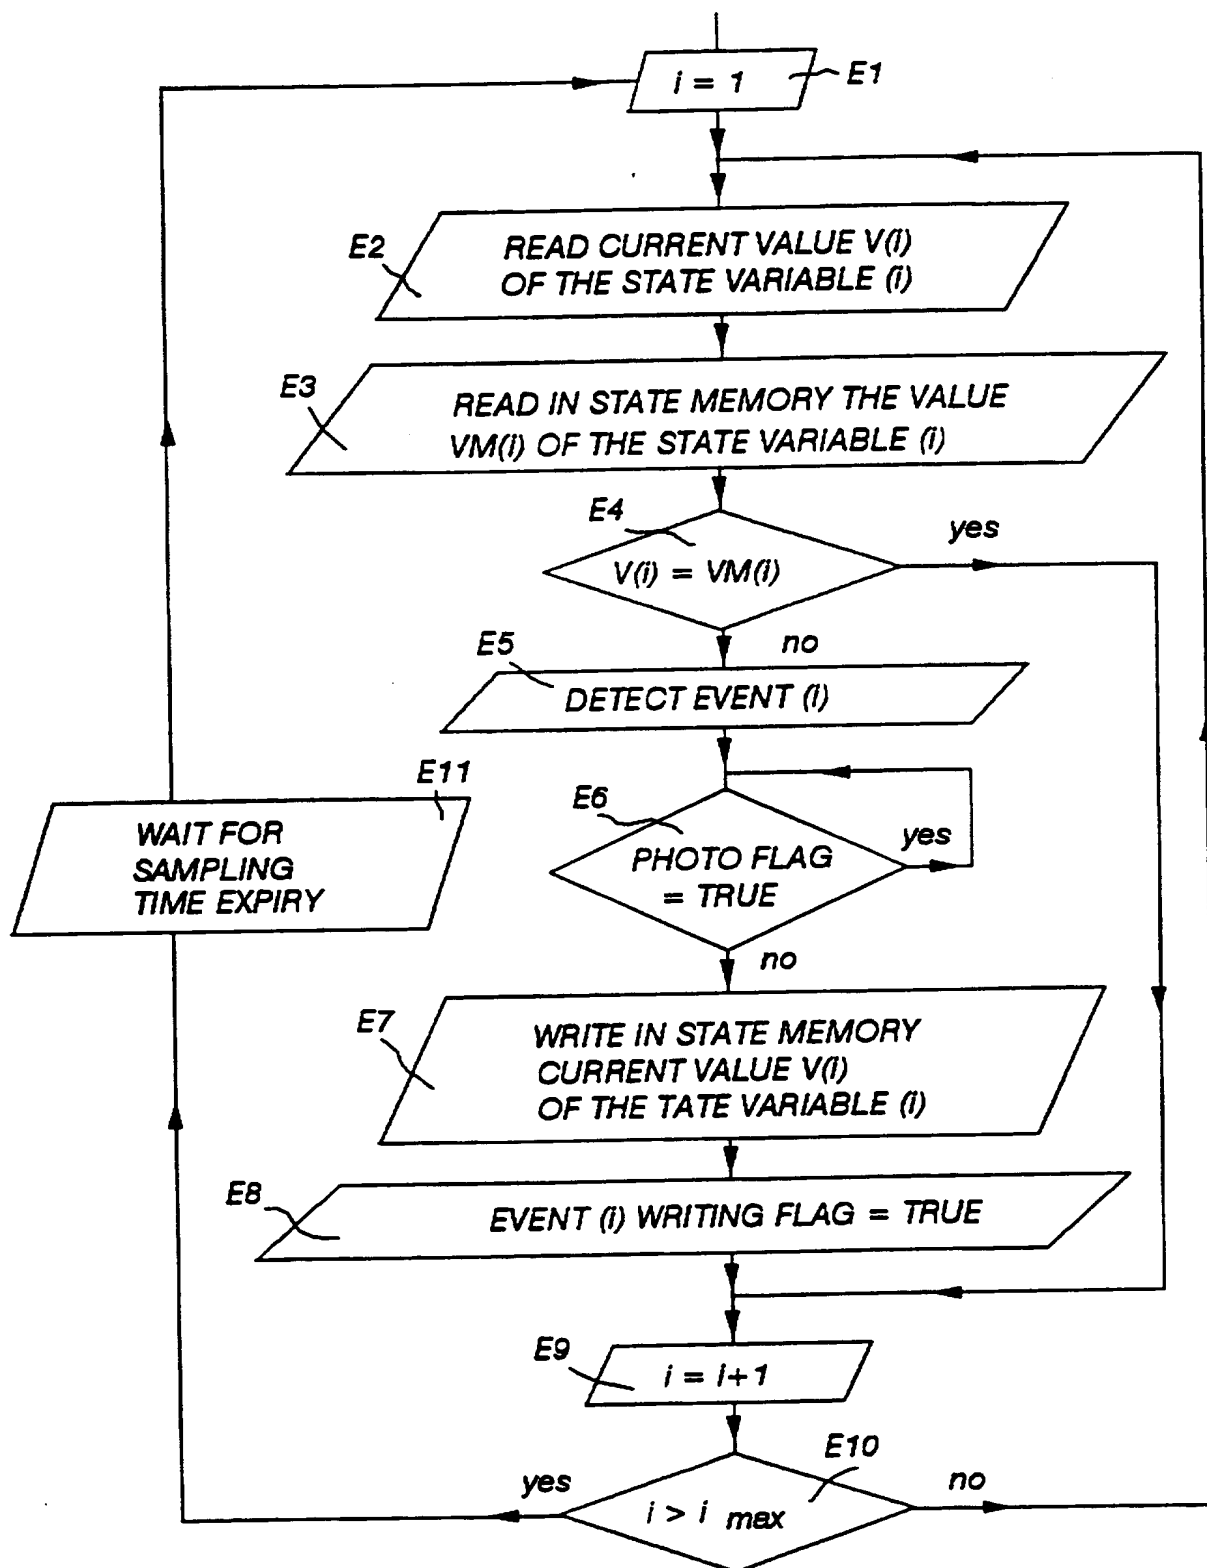 i = 1
E1
E2
READ CURRENT VALUE V(i)
OF THE STATE VARIABLE (i)
E3
READ IN STATE MEMORY THE VALUE
VM(i) OF THE STATE VARIABLE (i)
E4
yes
V(i) = VM(i)
no
E5
DETECT EVENT (i)
E11
WAIT FOR
SAMPLING
TIME EXPIRY
E6
yes
PHOTO FLAG
= TRUE
no
E7
WRITE IN STATE MEMORY
CURRENT VALUE V(i)
OF THE TATE VARIABLE (i)
E8
EVENT (i) WRITING FLAG = TRUE
E9
i = i+1
E10
yes
no
i > i max